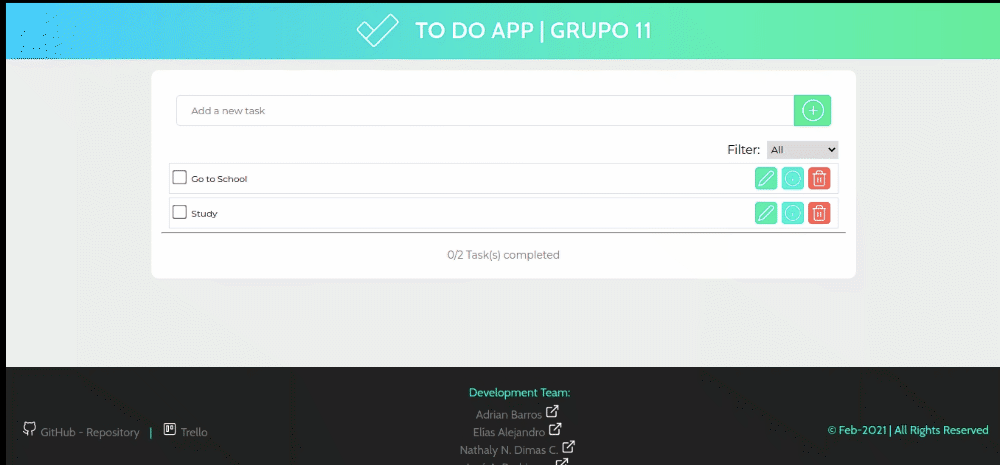 TO DO APP | GRUPO 11
Add a new task
Filter: All
Go to School
Study
0/2 Task(s) completed
Development Team:
Adrian Barros
Elias Alejandro
Nathaly N. Dimas C.
GitHub - Repository | Trello
© Feb-2021 | All Rights Reserved